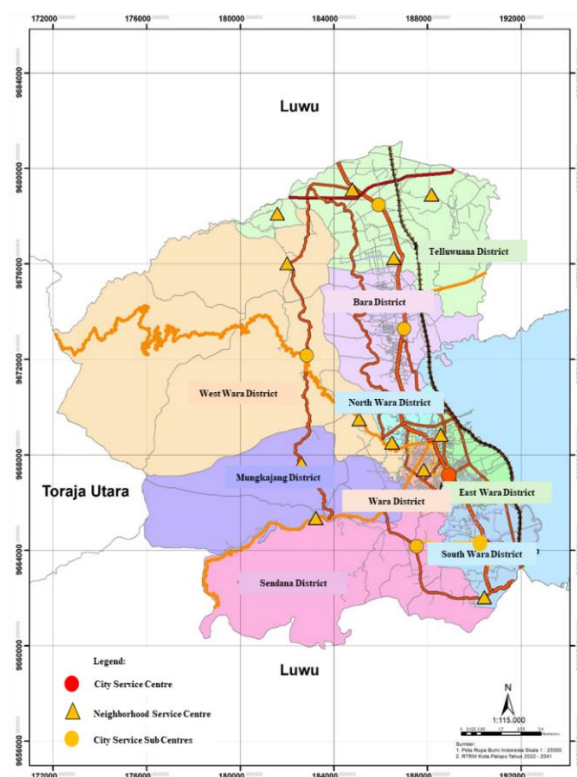 172000 176000 180000 184000 188000 192000
9684000
Luwu
9680000
Telluwuana District
9676000
Bara District
9672000
West Wara District
North Wara District
9668000
Mungkajang District
Toraja Utara
Wara District
East Wara District
9664000
South Wara District
Sendana District
9660000
Luwu
Legend:
City Service Centre
Neighborhood Service Centre
City Service Sub Centres
N
1:115.000
Sumber:
1. Peta Rupa Bumi Indonesia Skala 1 : 25000
2. RTRW Kota Palopo Tahun 2022 - 2041
9656000
172000 176000 180000 184000 188000 192000